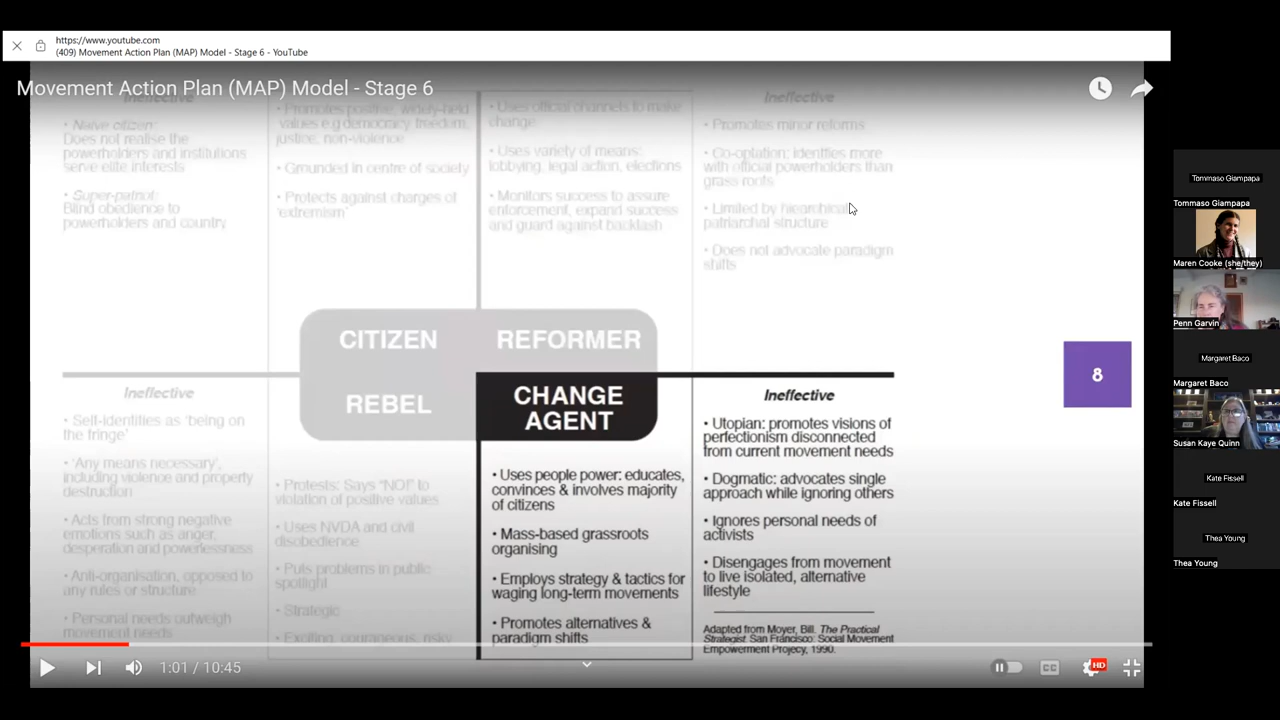 https://www.youtube.com
(409) Movement Action Plan (MAP) Model - Stage 6 - YouTube
Movement Action Plan (MAP) Model - Stage 6
Ineffective
• Naive citizen:
Does not realise the
powerholders and institutions
serve elite interests
• Super-patriot:
Blind obedience to
powerholders and country
• Promotes positive, widely-held
values e.g democracy, freedom,
justice, non-violence
• Grounded in centre of society
• Protects against charges of
'extremism'
• Uses official channels to make
change
• Uses variety of means:
lobbying, legal action, elections
• Monitors success to assure
enforcement, expand success
and guard against backlash
Ineffective
• Promotes minor reforms
• Co-optation: identifies more
with official powerholders than
grass roots
• Limited by hierarchical
patriarchal structure
• Does not advocate paradigm
shifts
CITIZEN
REFORMER
REBEL
CHANGE
AGENT
8
Ineffective
• Self-identifies as 'being on
the fringe'
• 'Any means necessary',
including violence and property
destruction
• Acts from strong negative
emotions such as anger,
desperation and powerlessness
• Anti-organisation, opposed to
any rules or structure
• Personal needs outweigh
movement needs
• Protests: Says "NO!" to
violation of positive values
• Uses NVDA and civil
disobedience
• Puts problems in public
spotlight
• Strategic
• Exciting, courageous, risky
• Uses people power: educates,
convinces & involves majority
of citizens
• Mass-based grassroots
organising
• Employs strategy & tactics for
waging long-term movements
• Promotes alternatives &
paradigm shifts
Ineffective
• Utopian: promotes visions of
perfectionism disconnected
from current movement needs
• Dogmatic: advocates single
approach while ignoring others
• Ignores personal needs of
activists
• Disengages from movement
to live isolated, alternative
lifestyle
Adapted from Moyer, Bill. The Practical
Strategist. San Francisco: Social Movement
Empowerment Projecy, 1990.
1:01 / 10:45
CC
HD
Tommaso Giampapa
Tommaso Giampapa
Maren Cooke (she/they)
Penn Garvin
Margaret Baco
Margaret Baco
Susan Kaye Quinn
Kate Fissell
Kate Fissell
Thea Young
Thea Young